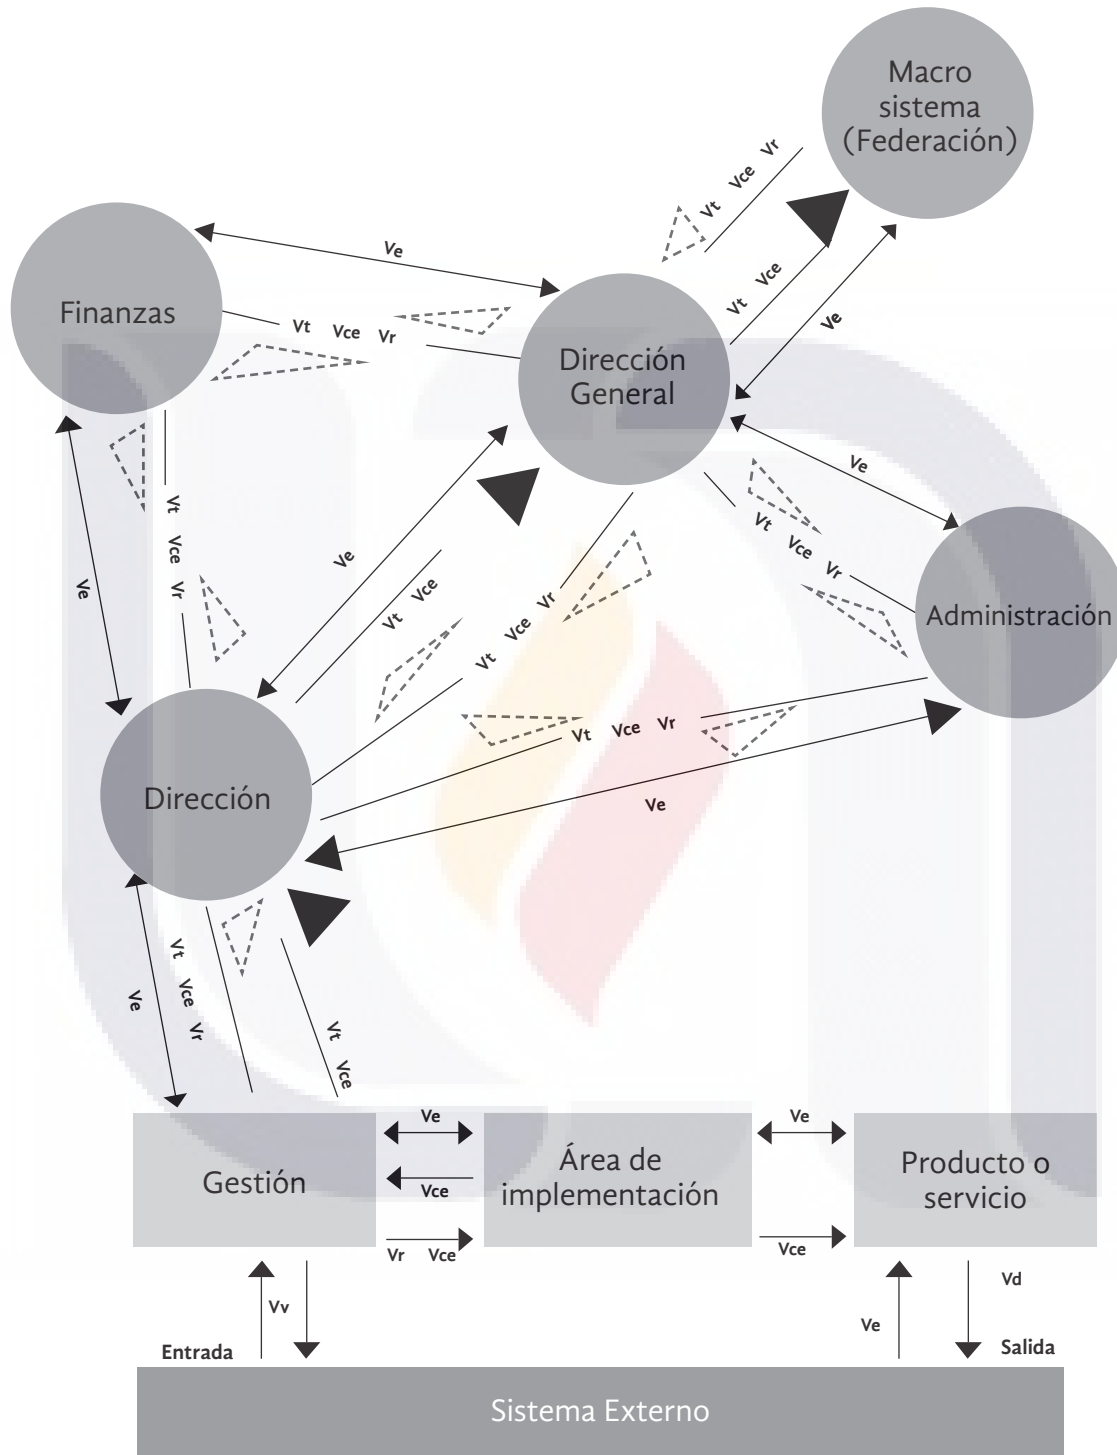 Macro
sistema
(Federación)
Vt Vce Vr
Vt Vce
Ve
Ve
Finanzas
Vt Vce Vr
Dirección
General
Ve
Vt Vce Vr
Administración
Vt Vce Vr
Ve
Ve
Vt Vce
Vt Vce Vr
Vt Vce Vr
Ve
Dirección
Vt Vce Vr
Ve
Vt Vce
Gestión
Ve
Vce
Vr Vce
Área de
implementación
Ve
Vce
Producto o
servicio
Vv
Entrada
Ve
Vd
Salida
Sistema Externo